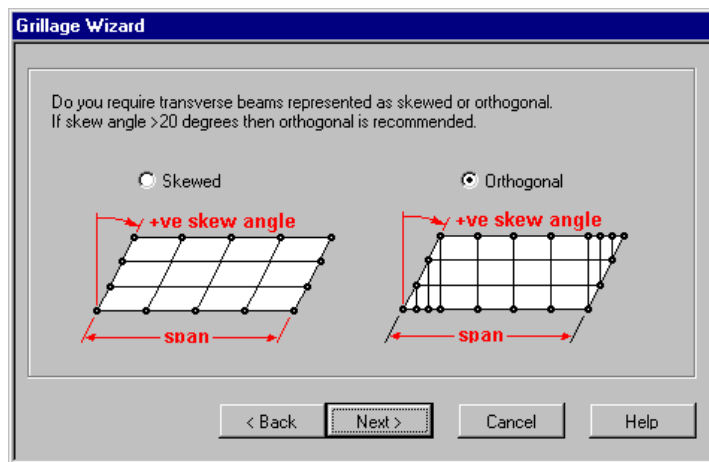 Grillage Wizard
Do you require transverse beams represented as skewed or orthogonal.
If skew angle >20 degrees then orthogonal is recommended.
Skewed
Orthogonal
+ve skew angle
+ve skew angle
span
span
< Back
Next >
Cancel
Help